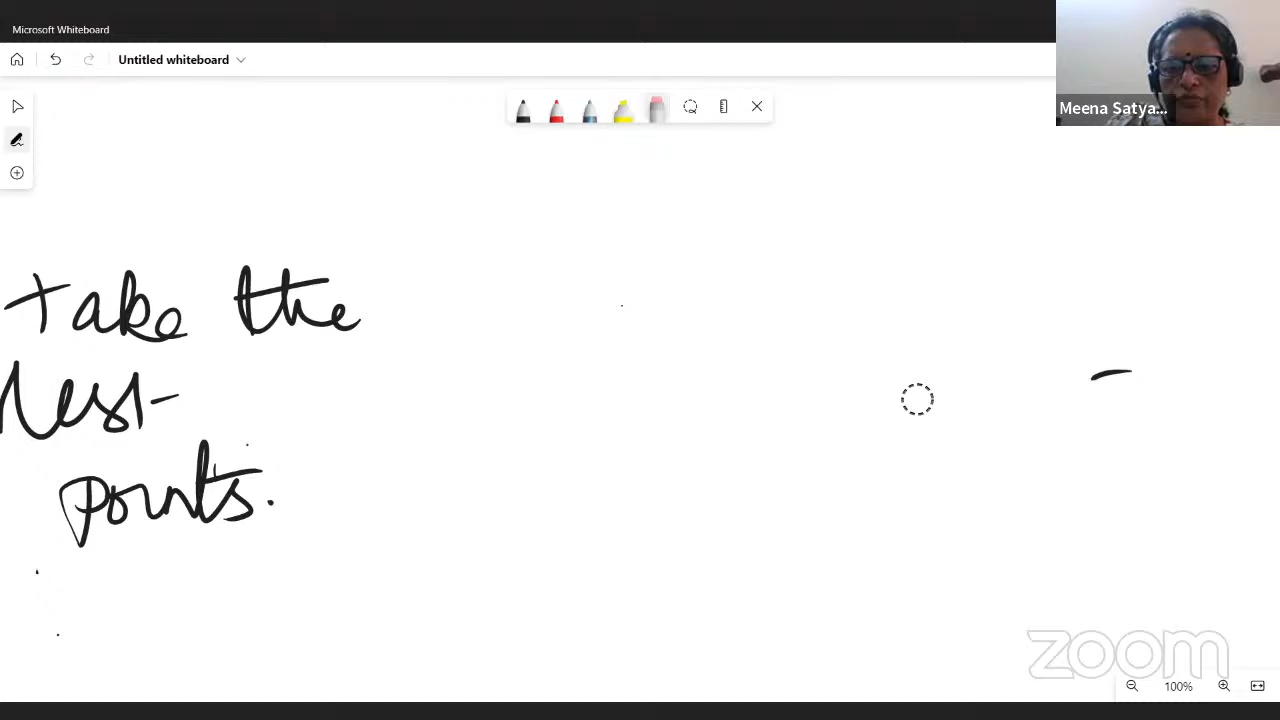 Microsoft Whiteboard
Untitled whiteboard
Meena Satya...
take the
points.
zoom
100%